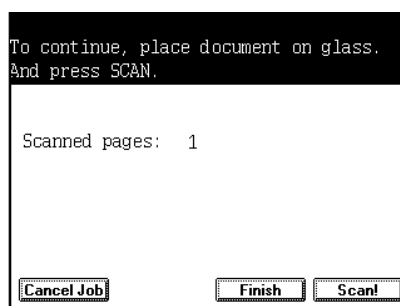 To continue, place document on glass.
And press SCAN.
Scanned pages: 1
Cancel Job Finish Scan!